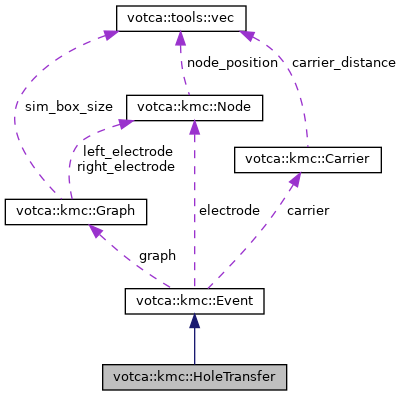 votca::tools::vec
node_position
carrier_distance
sim_box_size
votca::kmc::Node
left_electrode
right_electrode
votca::kmc::Carrier
votca::kmc::Graph
electrode
carrier
graph
votca::kmc::Event
votca::kmc::HoleTransfer